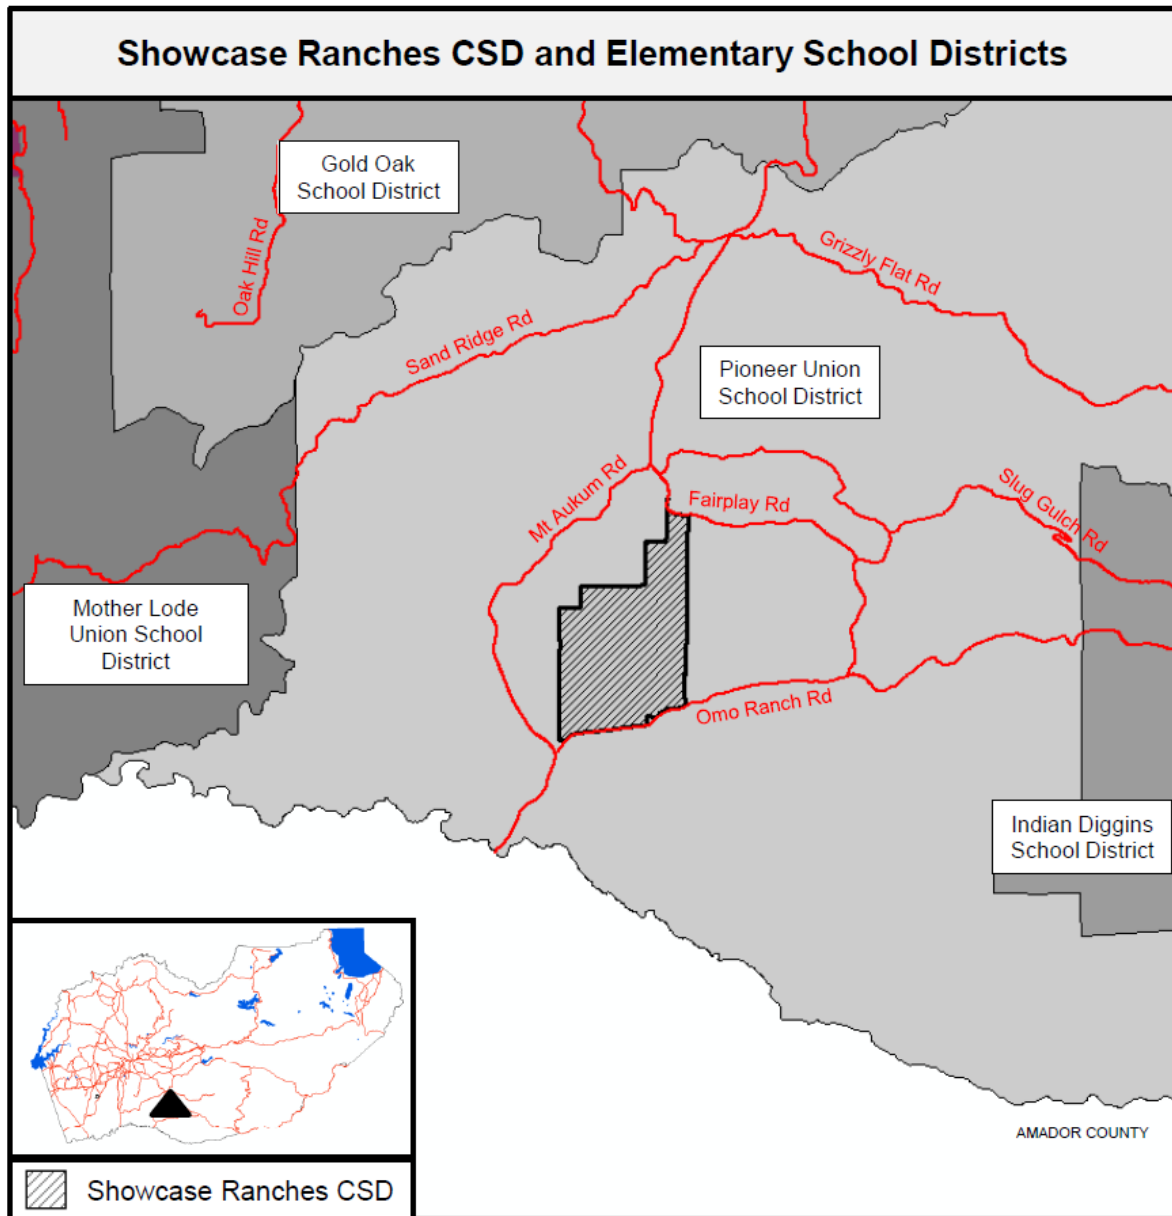 Showcase Ranches CSD and Elementary School Districts
Gold Oak
School District
Oak Hill Rd
Grizzly Flat Rd
Sand Ridge Rd
Pioneer Union
School District
Mt Aukum Rd
Fairplay Rd
Slug Gulch Rd
Mother Lode
Union School
District
Omo Ranch Rd
Indian Diggins
School District
AMADOR COUNTY
Showcase Ranches CSD